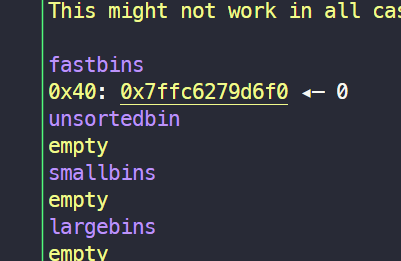 This might not work in all cas
fastbins
0x40: 0x7ffc6279d6f0 ◂— 0
unsortedbin
empty
smallbins
empty
largebins
empty